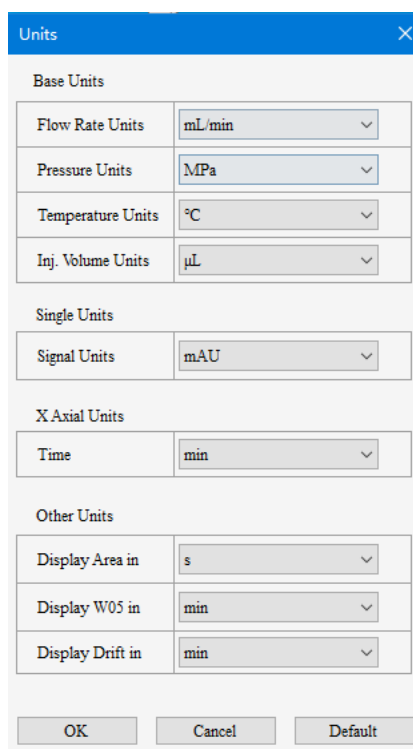 Units
Base Units
Flow Rate Units mL/min
Pressure Units MPa
Temperature Units °C
Inj. Volume Units μL
Single Units
Signal Units mAU
X Axial Units
Time min
Other Units
Display Area in s
Display W05 in min
Display Drift in min
OK Cancel Default